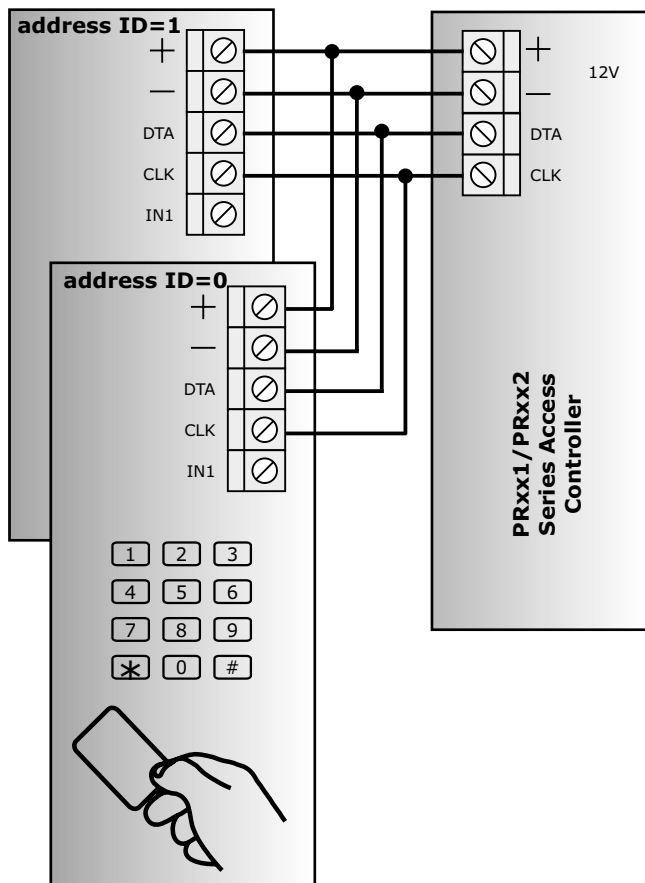 address ID=1
+
—
DTA
CLK
IN1
+
—
DTA
CLK
12V
address ID=0
+
—
DTA
CLK
IN1
PRxx1/PRxx2
Series Access
Controller
1 2 3
4 5 6
7 8 9
* 0 #